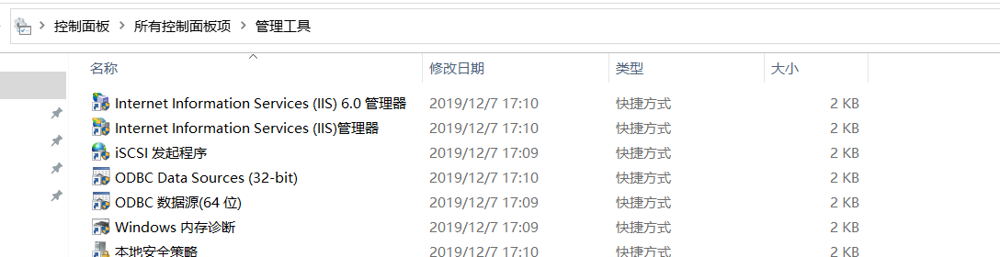 控制面板 > 所有控制面板项 > 管理工具
名称 修改日期 类型 大小
Internet Information Services (IIS) 6.0 管理器 2019/12/7 17:10 快捷方式 2 KB
Internet Information Services (IIS)管理器 2019/12/7 17:10 快捷方式 2 KB
iSCSI 发起程序 2019/12/7 17:09 快捷方式 2 KB
ODBC Data Sources (32-bit) 2019/12/7 17:10 快捷方式 2 KB
ODBC 数据源(64 位) 2019/12/7 17:09 快捷方式 2 KB
Windows 内存诊断 2019/12/7 17:09 快捷方式 2 KB
本地安全策略 2019/12/7 17:10 快捷方式 2 KB